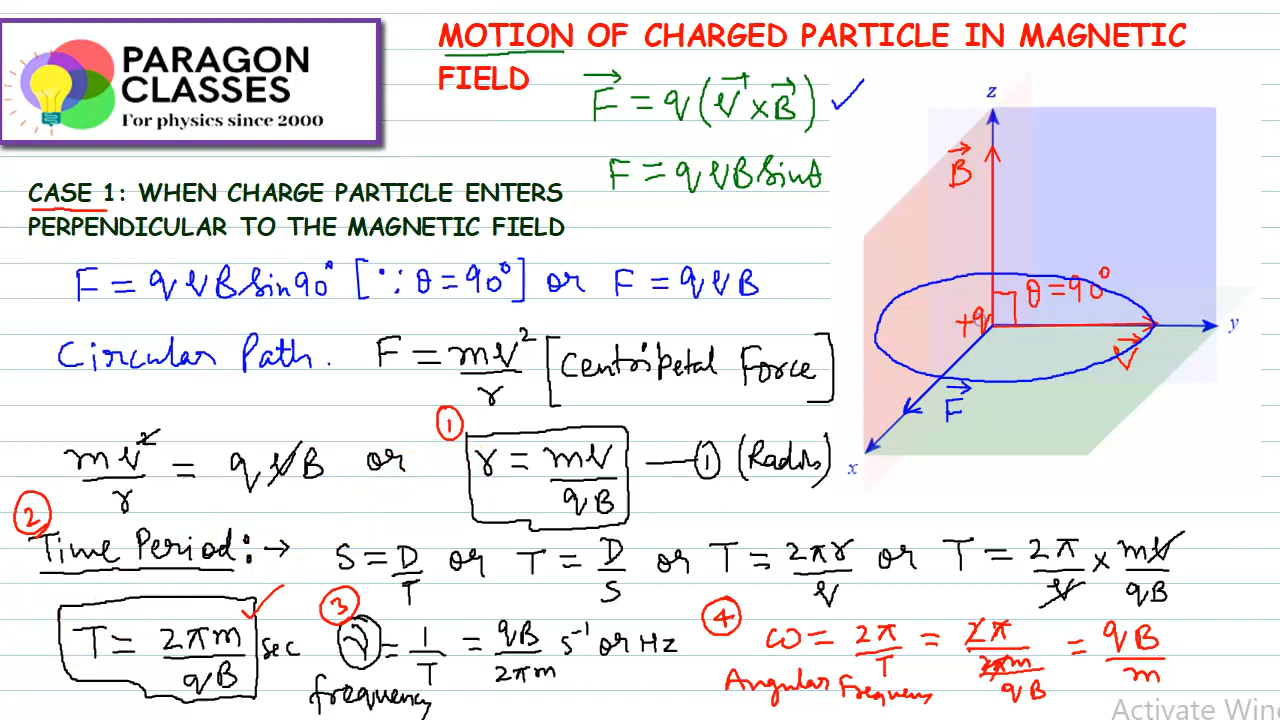 PARAGON
CLASSES
For physics since 2000
MOTION OF CHARGED PARTICLE IN MAGNETIC
FIELD
F⃗ = q(v⃗ × B⃗) ✓
F = qvB sinθ
CASE 1: WHEN CHARGE PARTICLE ENTERS
PERPENDICULAR TO THE MAGNETIC FIELD
F = qvB sin90° [∵ θ = 90°] or F = qvB
Circular Path. F = mv²/r [Centripetal Force]
mv²/r = qvB or ① r = mv/qB —① (Radius)
② Time Period:→ S = D/T or T = D/S or T = 2πr/v or T = 2π/v × mv/qB
T = 2πm/qB sec ✓
③ ν = 1/T = qB/2πm s⁻¹ or Hz
frequency
④ ω = 2π/T = 2π/(2πm/qB) = qB/m
Angular Frequency
z
B⃗
θ = 90°
+q
y
v⃗
F⃗
x
Activate Win